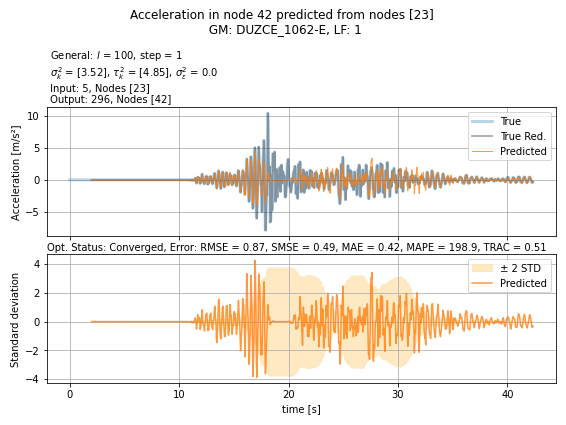 Acceleration in node 42 predicted from nodes [23]
GM: DUZCE_1062-E, LF: 1
General: l = 100, step = 1
σ²ₖ = [3.52], τ²ₖ = [4.85], σ²ε = 0.0
Input: 5, Nodes [23]
Output: 296, Nodes [42]
10
5
0
−5
Acceleration [m/s²]
True
True Red.
Predicted
Opt. Status: Converged, Error: RMSE = 0.87, SMSE = 0.49, MAE = 0.42, MAPE = 198.9, TRAC = 0.51
4
2
0
−2
−4
Standard deviation
± 2 STD
Predicted
0 10 20 30 40
time [s]